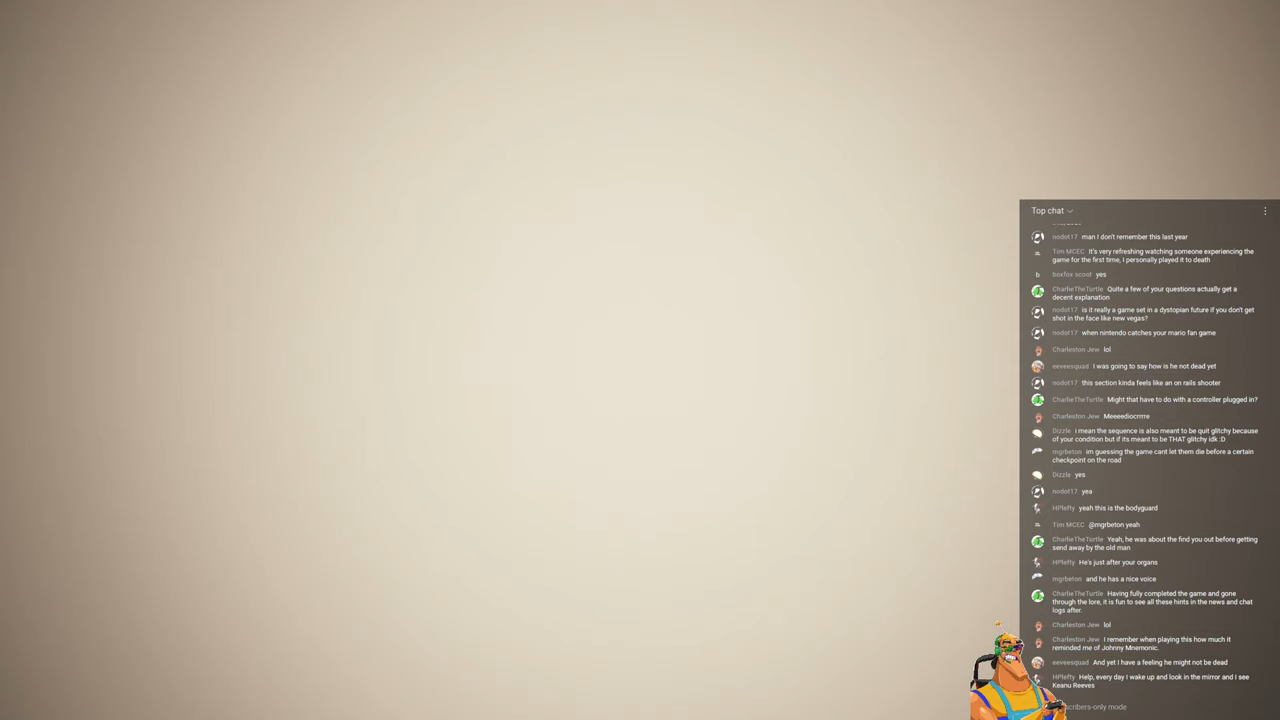 Top chat
nodot17 man I don't remember this last year
Tim MCEC It's very refreshing watching someone experiencing the
game for the first time, I personally played it to death
boxfox scoot yes
CharlieTheTurtle Quite a few of your questions actually get a
decent explanation
nodot17 is it really a game set in a dystopian future if you don't get
shot in the face like new vegas?
nodot17 when nintendo catches your mario fan game
Charleston Jew lol
eeveesquad I was going to say how is he not dead yet
nodot17 this section kinda feels like an on rails shooter
CharlieTheTurtle Might that have to do with a controller plugged in?
Charleston Jew Meeeediocrrrre
Dizzle i mean the sequence is also meant to be quit glitchy because
of your condition but if its meant to be THAT glitchy idk :D
mgrbeton im guessing the game cant let them die before a certain
checkpoint on the road
Dizzle yes
nodot17 yea
HPlefty yeah this is the bodyguard
Tim MCEC @mgrbeton yeah
CharlieTheTurtle Yeah, he was about the find you out before getting
send away by the old man
HPlefty He's just after your organs
mgrbeton and he has a nice voice
CharlieTheTurtle Having fully completed the game and gone
through the lore, it is fun to see all these hints in the news and chat
logs after.
Charleston Jew lol
Charleston Jew I remember when playing this how much it
reminded me of Johnny Mnemonic.
eeveesquad And yet I have a feeling he might not be dead
HPlefty Help, every day I wake up and look in the mirror and I see
Keanu Reeves
scribers-only mode